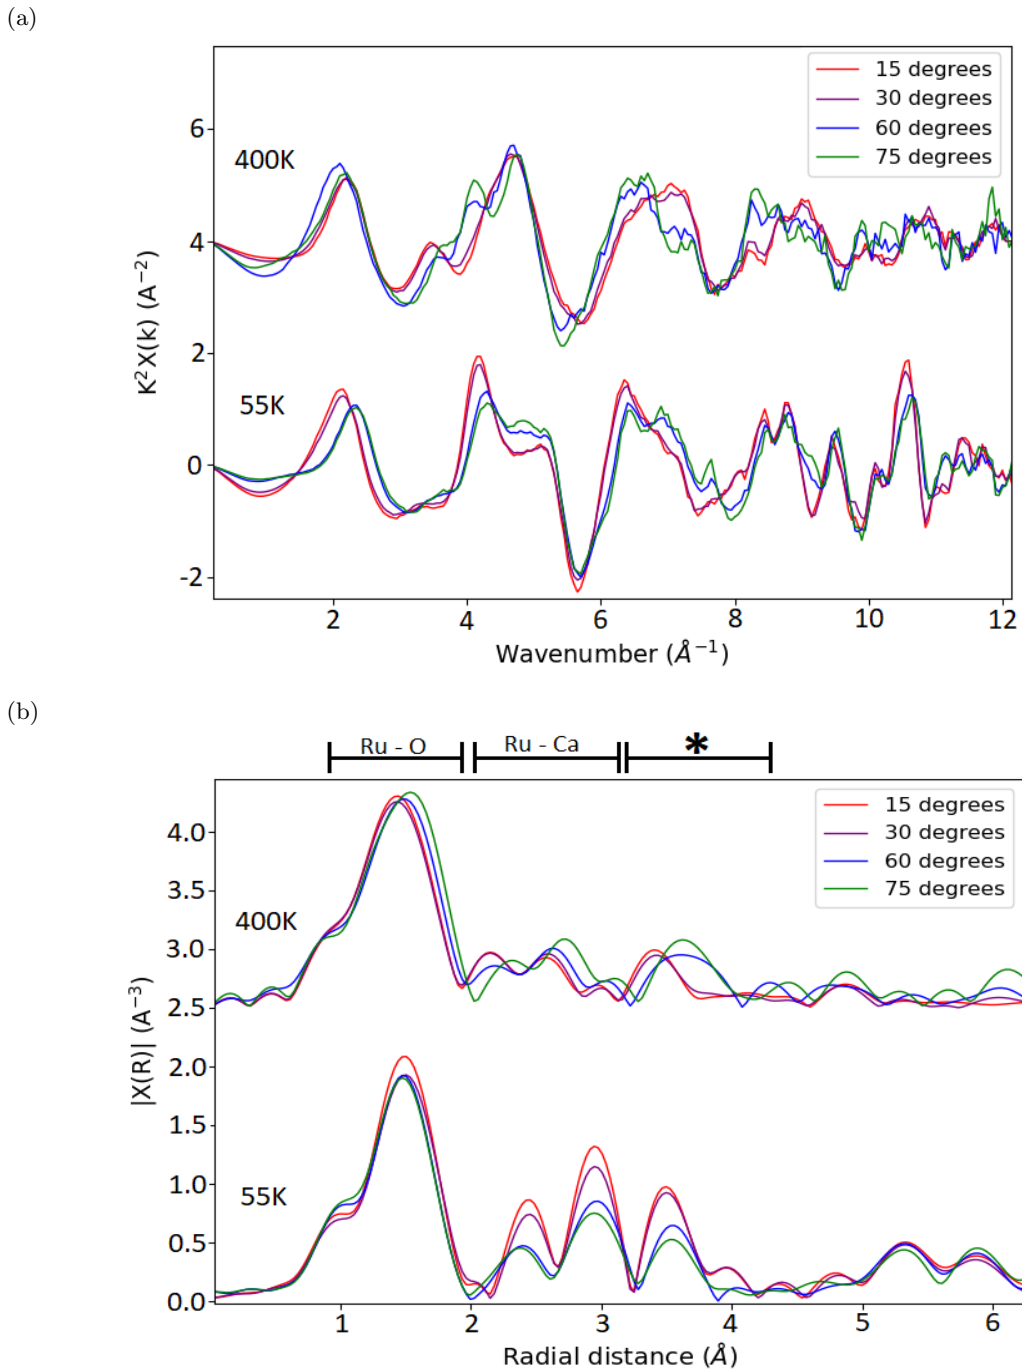 (a)
15 degrees
30 degrees
60 degrees
75 degrees
400K
55K
6
4
2
0
-2
K²X(k) (A⁻²)
2 4 6 8 10 12
Wavenumber (Å⁻¹)
(b)
Ru - O Ru - Ca *
15 degrees
30 degrees
60 degrees
75 degrees
400K
55K
4.0
3.5
3.0
2.5
2.0
1.5
1.0
0.5
0.0
|X(R)| (A⁻³)
1 2 3 4 5 6
Radial distance (Å)